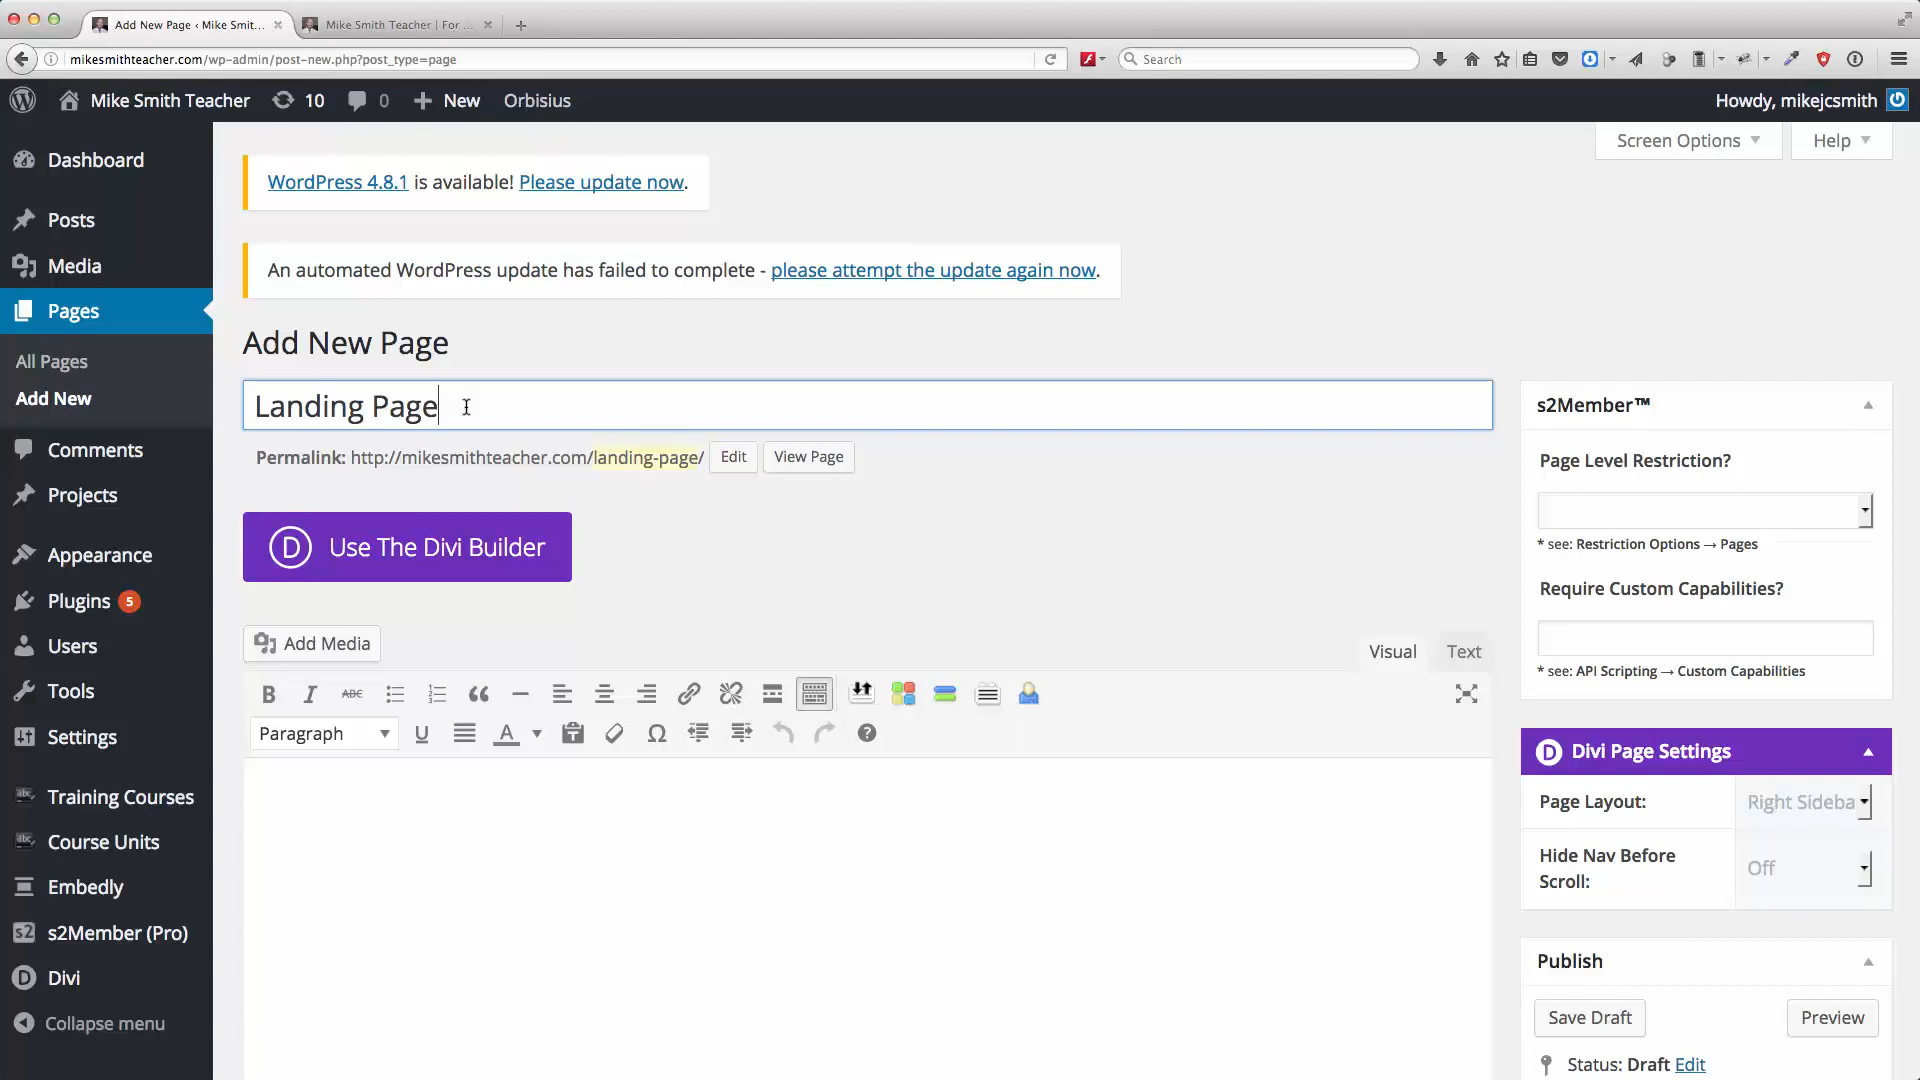 Add New Page ‹ Mike Smit...
Mike Smith Teacher | For ...
mikesmithteacher.com/wp-admin/post-new.php?post_type=page
Search
Mike Smith Teacher
10
0
New
Orbisius
Howdy, mikejcsmith
Screen Options
Help
Dashboard
Posts
Media
Pages
All Pages
Add New
Comments
Projects
Appearance
Plugins 5
Users
Tools
Settings
Training Courses
Course Units
Embedly
s2Member (Pro)
Divi
Collapse menu
WordPress 4.8.1 is available! Please update now.
An automated WordPress update has failed to complete - please attempt the update again now.
Add New Page
Landing Page
Permalink: http://mikesmithteacher.com/landing-page/
Edit
View Page
D Use The Divi Builder
Add Media
Visual
Text
B I ABC
Paragraph
U A Ω ?
s2Member™
Page Level Restriction?
* see: Restriction Options → Pages
Require Custom Capabilities?
* see: API Scripting → Custom Capabilities
D Divi Page Settings
Page Layout:
Right Sideba
Hide Nav Before
Scroll:
Off
Publish
Save Draft
Preview
Status: Draft Edit